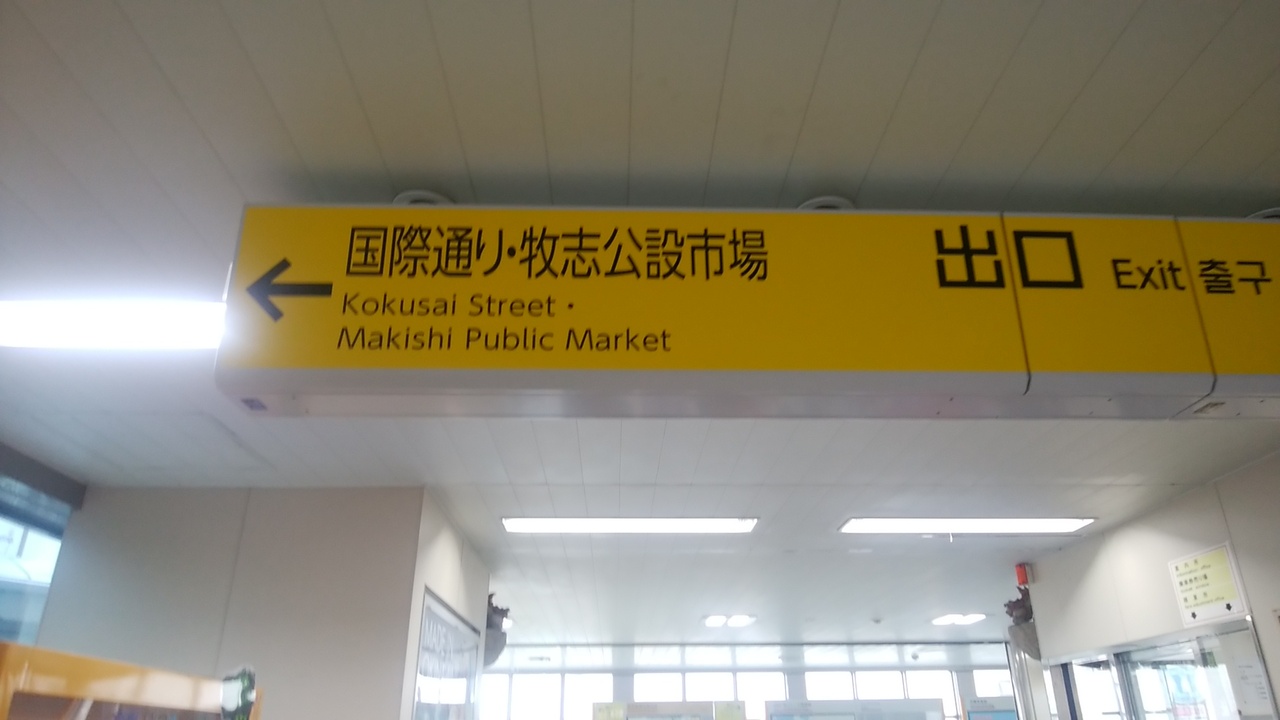 国際通り・牧志公設市場
Kokusai Street・
Makishi Public Market
出口 Exit 출구